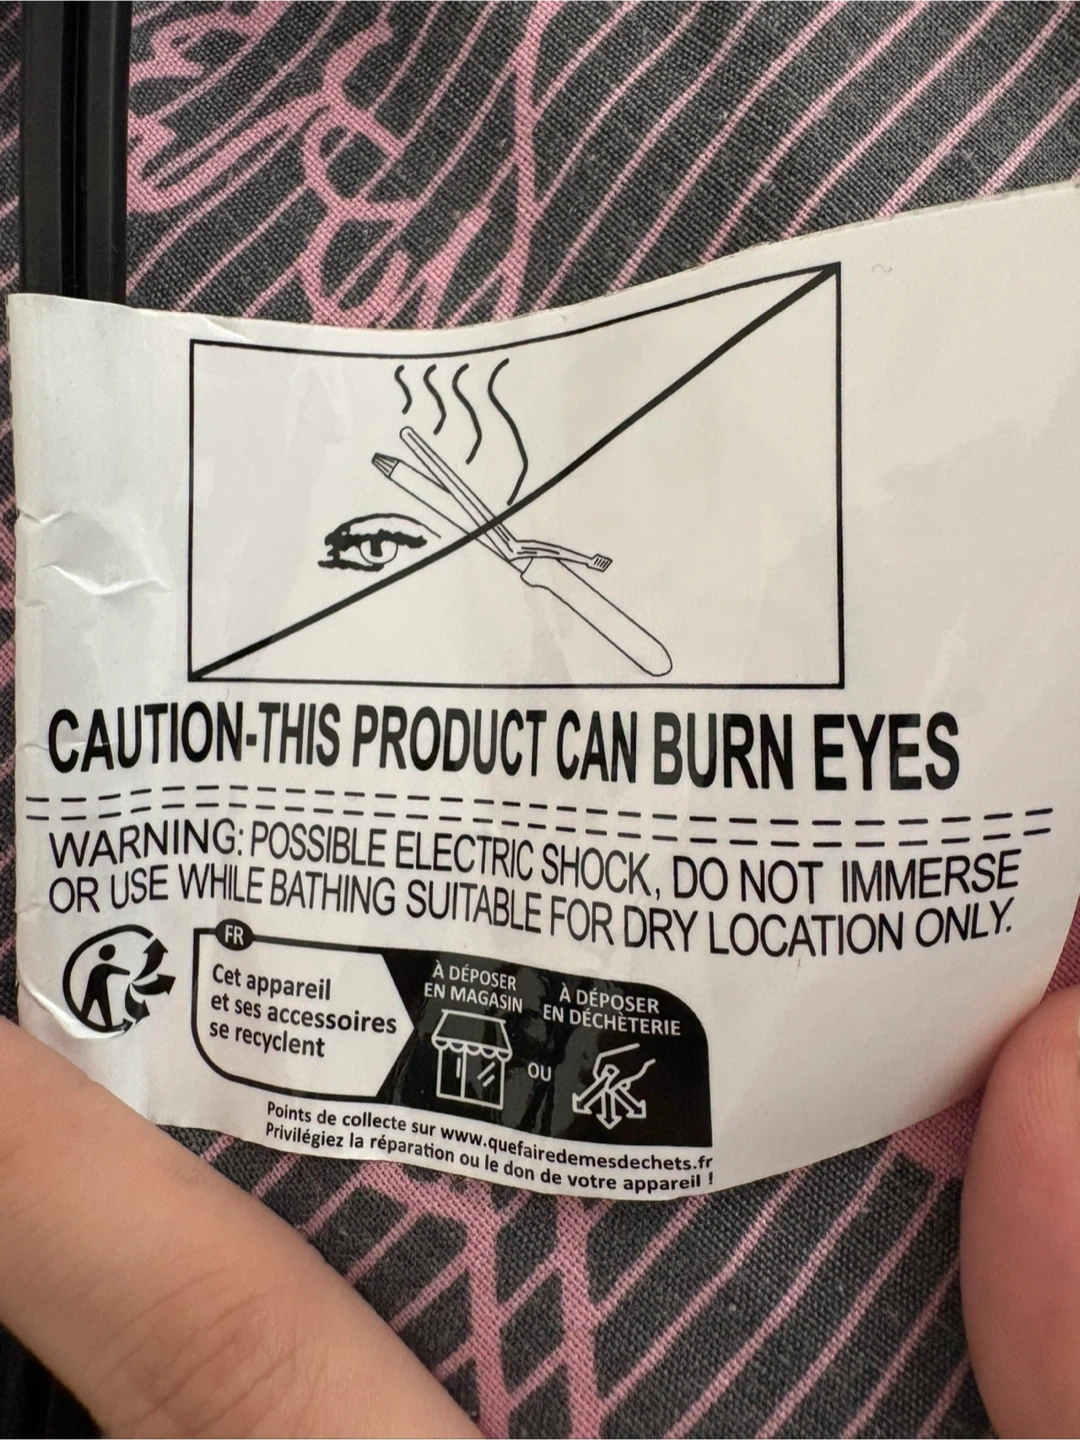 CAUTION-THIS PRODUCT CAN BURN EYES
WARNING: POSSIBLE ELECTRIC SHOCK, DO NOT IMMERSE
OR USE WHILE BATHING SUITABLE FOR DRY LOCATION ONLY.
FR
Cet appareil
et ses accessoires
se recyclent
À DÉPOSER
EN MAGASIN
OU
À DÉPOSER
EN DÉCHÈTERIE
Points de collecte sur www.quefairedemesdechets.fr
Privilégiez la réparation ou le don de votre appareil !